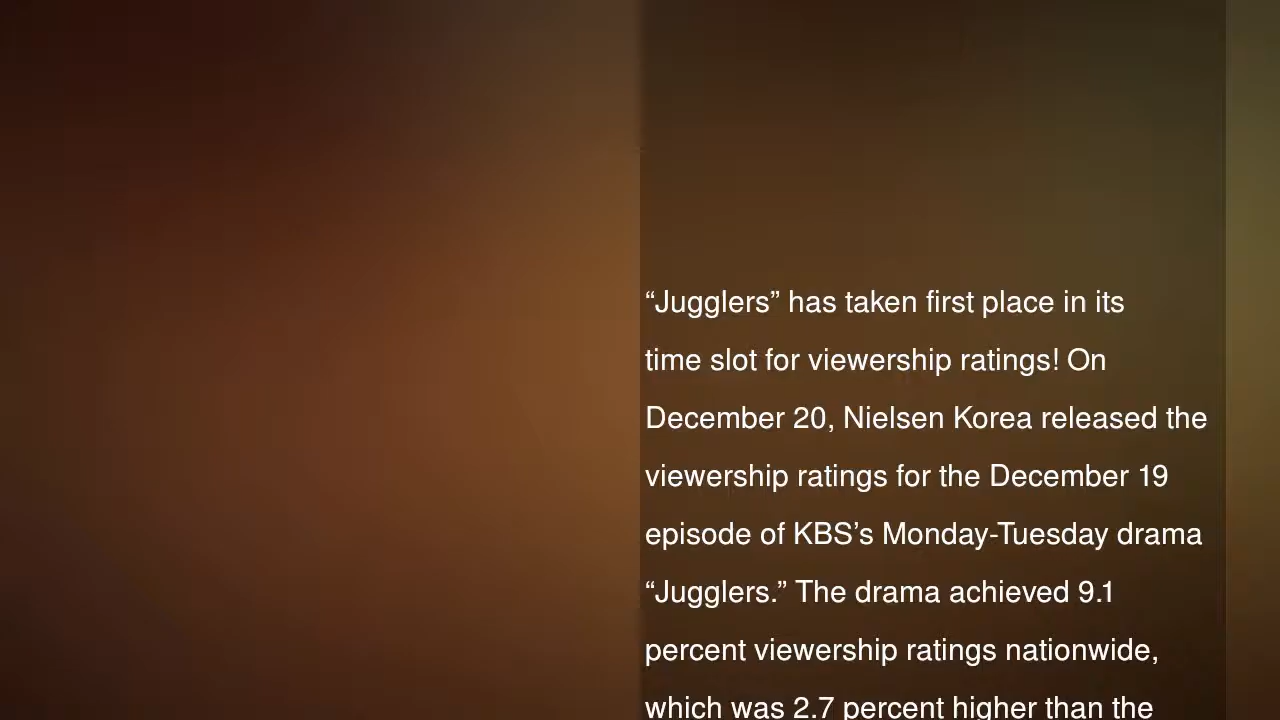 “Jugglers” has taken first place in its
time slot for viewership ratings! On
December 20, Nielsen Korea released the
viewership ratings for the December 19
episode of KBS’s Monday-Tuesday drama
“Jugglers.” The drama achieved 9.1
percent viewership ratings nationwide,
which was 2.7 percent higher than the